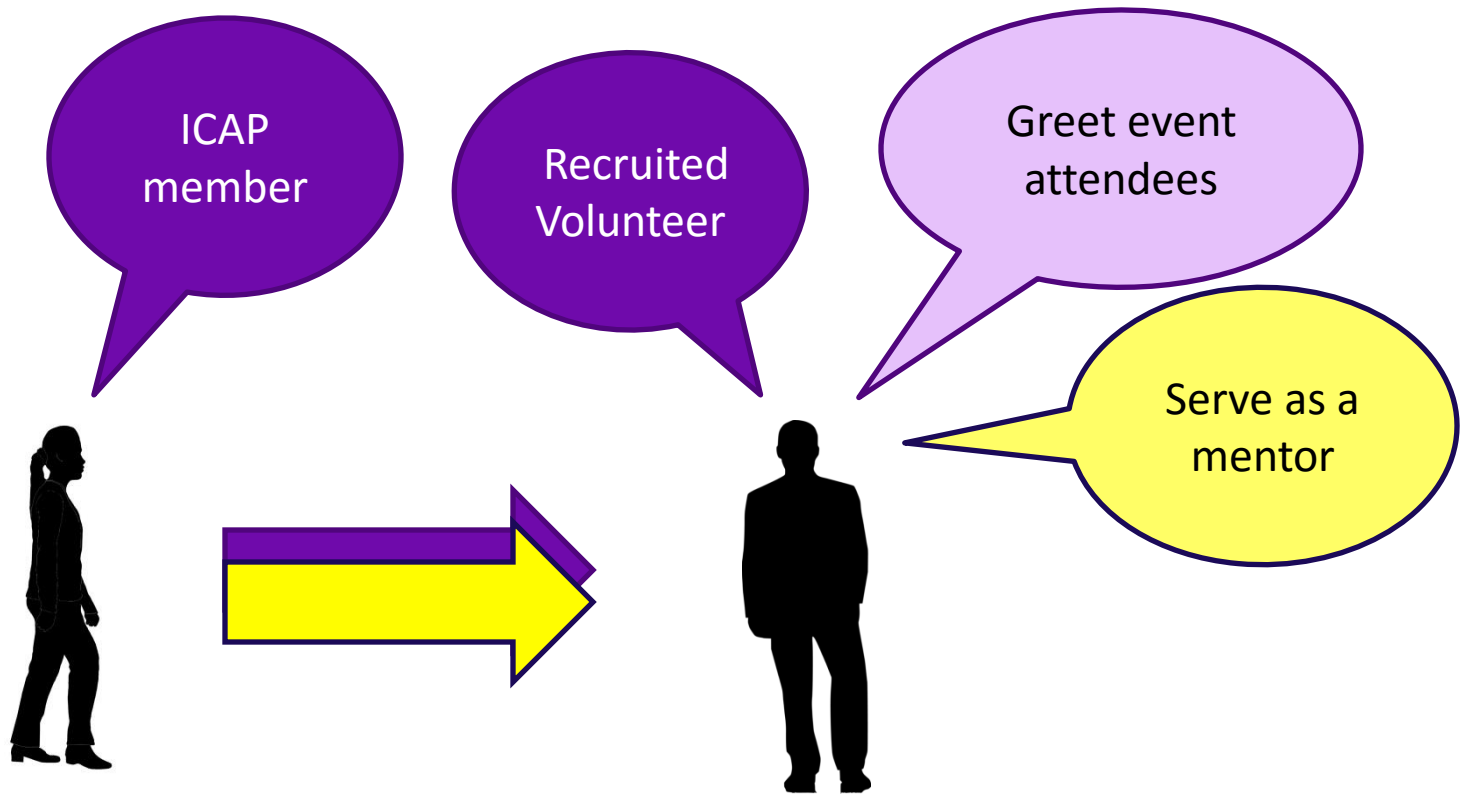 ICAP
member
Recruited
Volunteer
Greet event
attendees
Serve as a
mentor